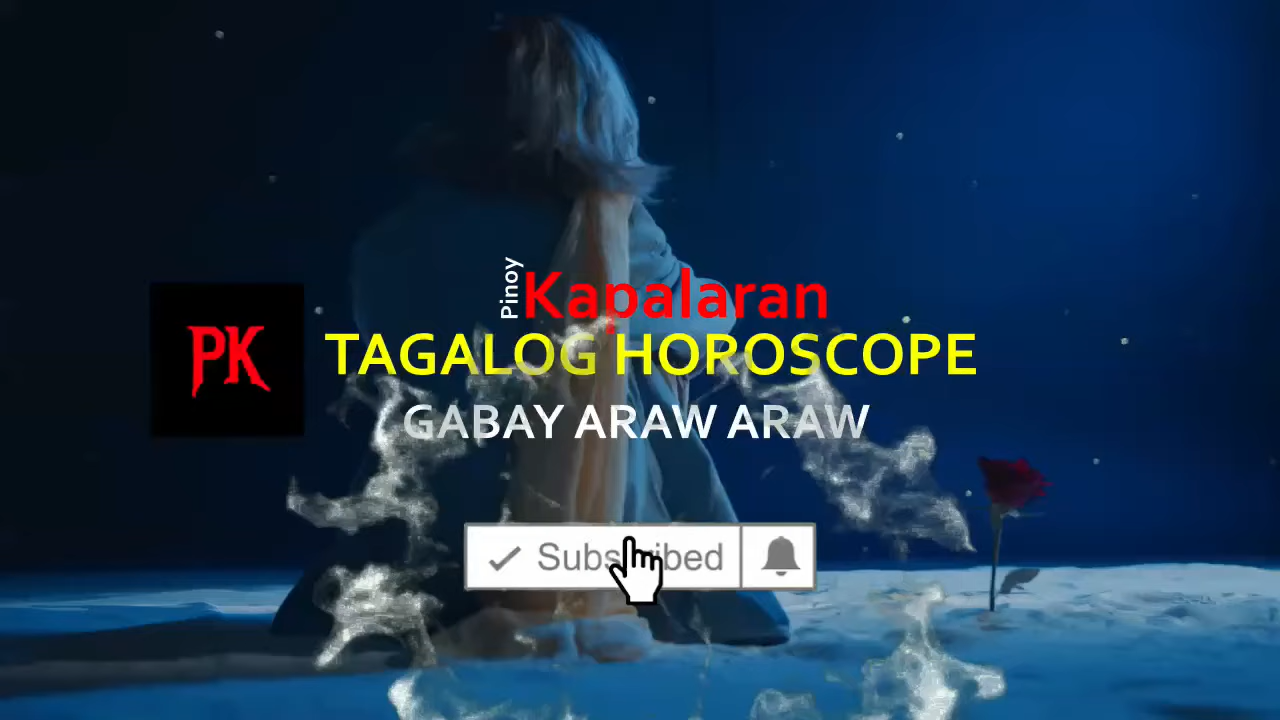 Pinoy
Kapalaran
PK
TAGALOG HOROSCOPE
GABAY ARAW ARAW
Subscribed